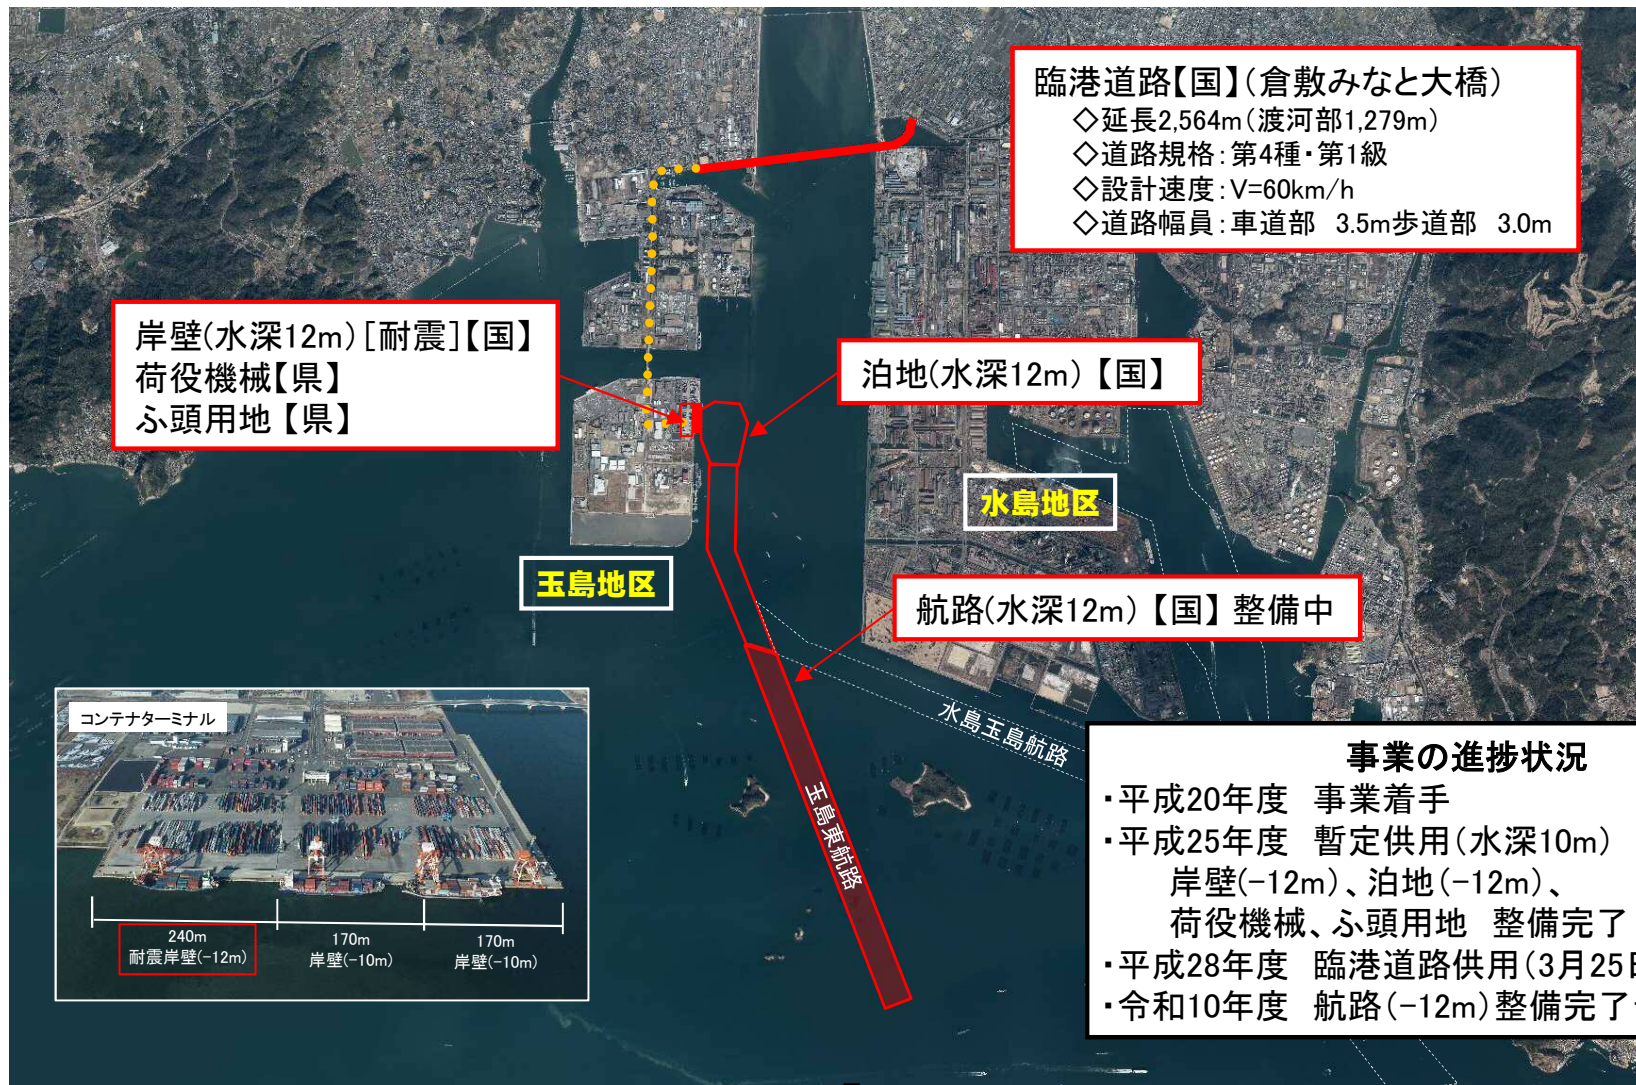 臨港道路【国】(倉敷みなと大橋)
◇延長2,564m(渡河部1,279m)
◇道路規格:第4種・第1級
◇設計速度:V=60km/h
◇道路幅員:車道部 3.5m歩道部 3.0m
岸壁(水深12m)[耐震]【国】
荷役機械【県】
ふ頭用地【県】
泊地(水深12m)【国】
水島地区
玉島地区
航路(水深12m)【国】整備中
水島玉島航路
玉島東航路
コンテナターミナル
240m
耐震岸壁(-12m)
170m
岸壁(-10m)
170m
岸壁(-10m)
事業の進捗状況
・平成20年度 事業着手
・平成25年度 暫定供用(水深10m)
岸壁(-12m)、泊地(-12m)、
荷役機械、ふ頭用地 整備完了
・平成28年度 臨港道路供用(3月25日
・令和10年度 航路(-12m)整備完了